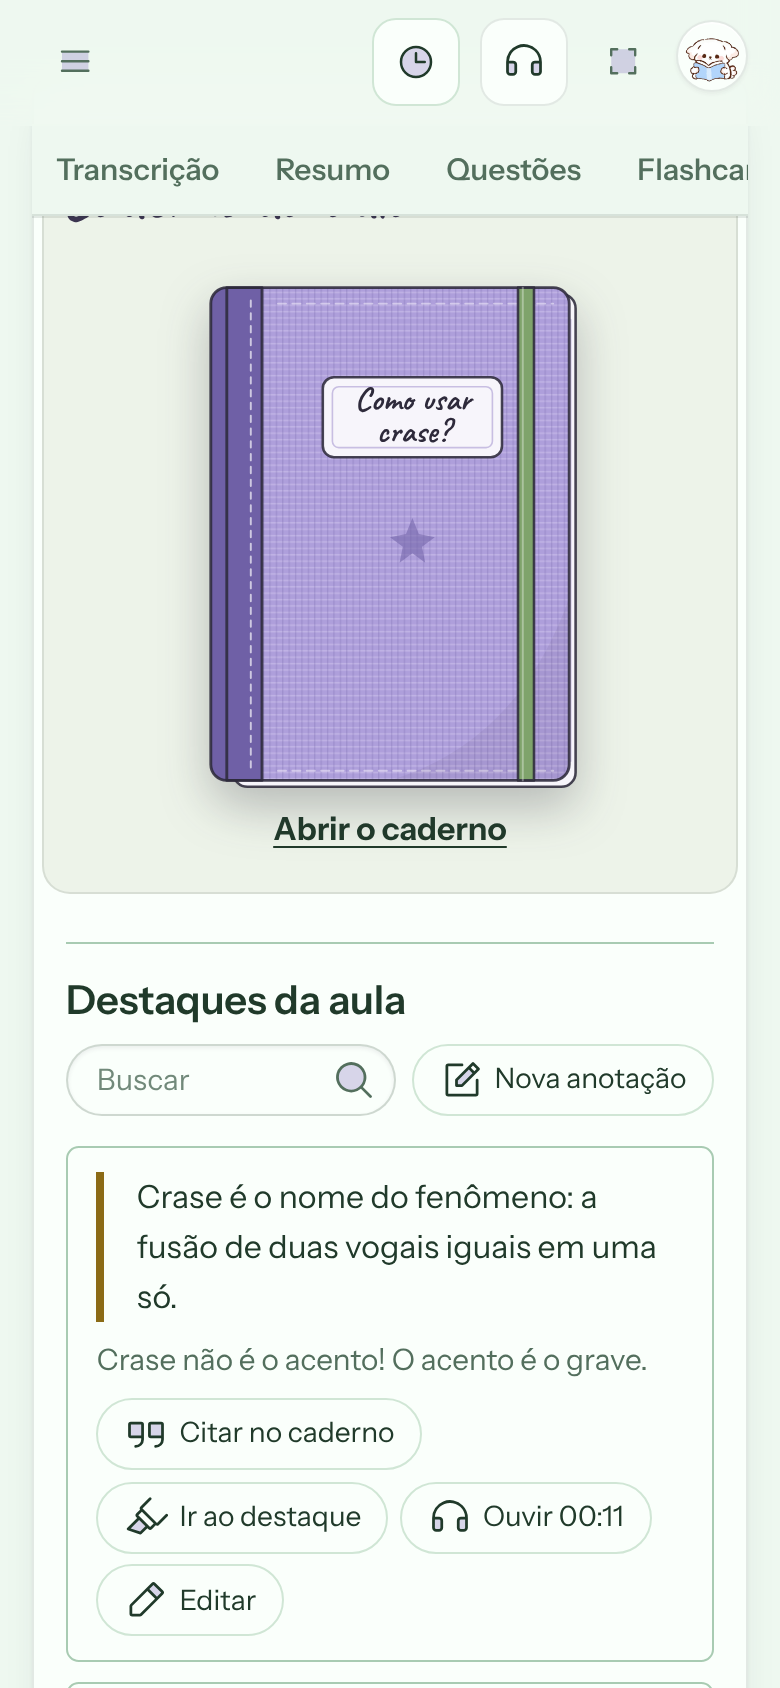 Transcrição Resumo Questões Flashcar
Como usar
crase?
Abrir o caderno
Destaques da aula
Buscar
Nova anotação
Crase é o nome do fenômeno: a
fusão de duas vogais iguais em uma
só.
Crase não é o acento! O acento é o grave.
Citar no caderno
Ir ao destaque
Ouvir 00:11
Editar